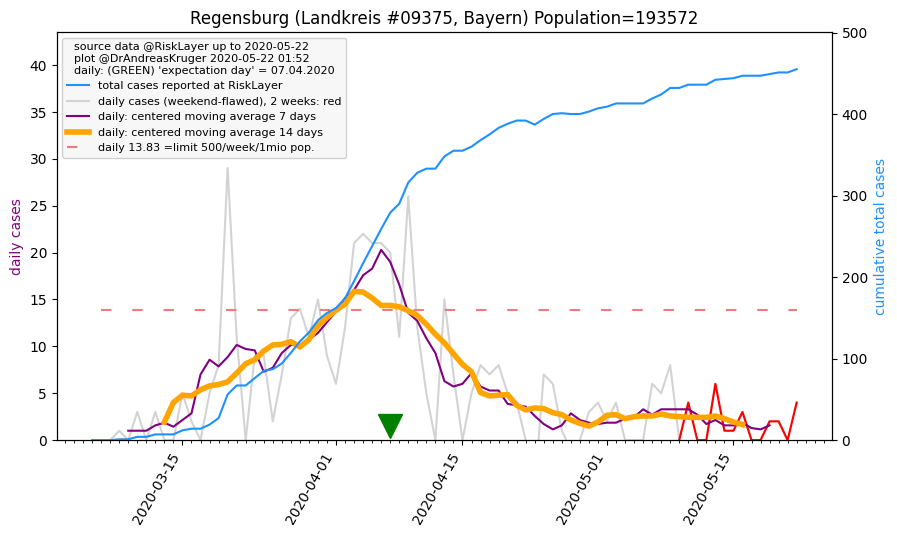 Regensburg (Landkreis #09375, Bayern) Population=193572
source data @RiskLayer up to 2020-05-22
plot @DrAndreasKruger 2020-05-22 01:52
daily: (GREEN) 'expectation day' = 07.04.2020
total cases reported at RiskLayer
daily cases (weekend-flawed), 2 weeks: red
daily: centered moving average 7 days
daily: centered moving average 14 days
daily 13.83 =limit 500/week/1mio pop.
daily cases
40
35
30
25
20
15
10
5
0
cumulative total cases
500
400
300
200
100
0
2020-03-15
2020-04-01
2020-04-15
2020-05-01
2020-05-15